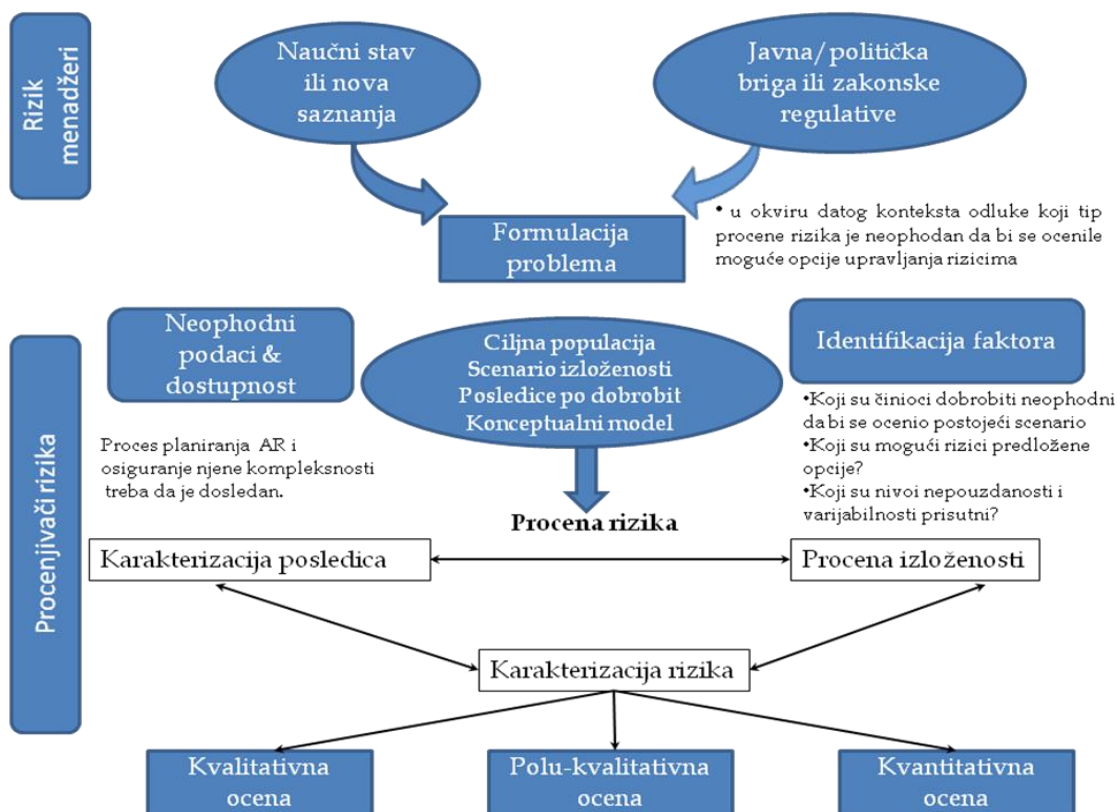 Rizik
menadžeri
Naučni stav
ili nova
saznanja
Javna/politička
briga ili zakonske
regulative
Formulacija
problema
• u okviru datog konteksta odluke koji tip
procene rizika je neophodan da bi se ocenile
moguće opcije upravljanja rizicima
Procenjivači rizika
Neophodni
podaci &
dostupnost
Ciljna populacija
Scenario izloženosti
Posledice po dobrobit
Konceptualni model
Identifikacija faktora
Proces planiranja AR i
osiguranje njene kompleksnosti
treba da je dosledan.
•Koji su činioci dobrobiti neophodni
da bi se ocenio postojeći scenario
•Koji su mogući rizici predložene
opcije?
•Koji su nivoi nepouzdanosti i
varijabilnosti prisutni?
Procena rizika
Karakterizacija posledica
Procena izloženosti
Karakterizacija rizika
Kvalitativna
ocena
Polu-kvalitativna
ocena
Kvantitativna
ocena